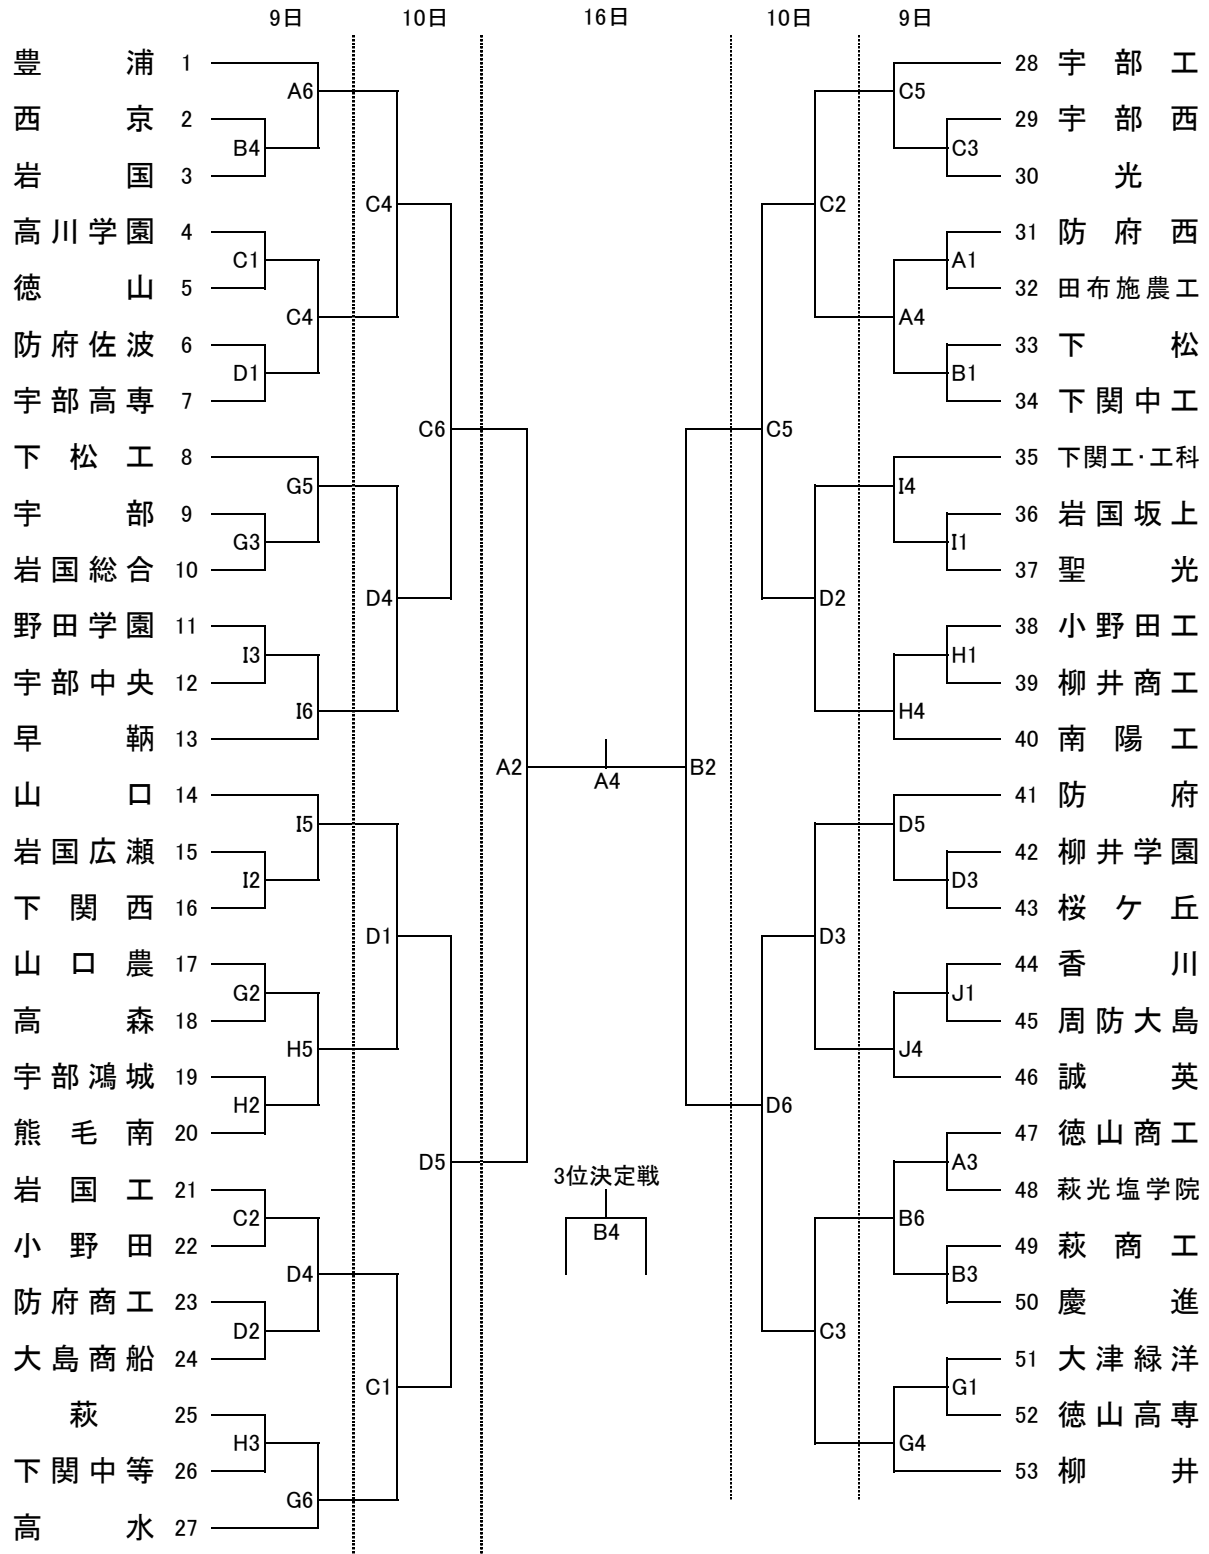 9日 10日 16日 10日 9日
豊浦 1
A6
西京 2
B4
岩国 3
C4
高川学園 4
C1
徳山 5
C4
防府佐波 6
D1
宇部高専 7
C6
下松工 8
G5
宇部 9
G3
岩国総合 10
D4
野田学園 11
I3
宇部中央 12
I6
早鞆 13
A2
山口 14
I5
岩国広瀬 15
I2
下関西 16
D1
山口農 17
G2
高森 18
H5
宇部鴻城 19
H2
熊毛南 20
D5
岩国工 21
C2
小野田 22
D4
防府商工 23
D2
大島商船 24
C1
萩 25
H3
下関中等 26
G6
高水 27
A4
3位決定戦
B4
28 宇部工
C5
29 宇部西
C3
30 光
C2
31 防府西
A1
32 田布施農工
A4
33 下松
B1
34 下関中工
C5
35 下関工・工科
I4
36 岩国坂上
I1
37 聖光
D2
38 小野田工
H1
39 柳井商工
H4
40 南陽工
B2
41 防府
D5
42 柳井学園
D3
43 桜ケ丘
D3
44 香川
J1
45 周防大島
J4
46 誠英
D6
47 徳山商工
A3
48 萩光塩学院
B6
49 萩商工
B3
50 慶進
C3
51 大津緑洋
G1
52 徳山高専
G4
53 柳井